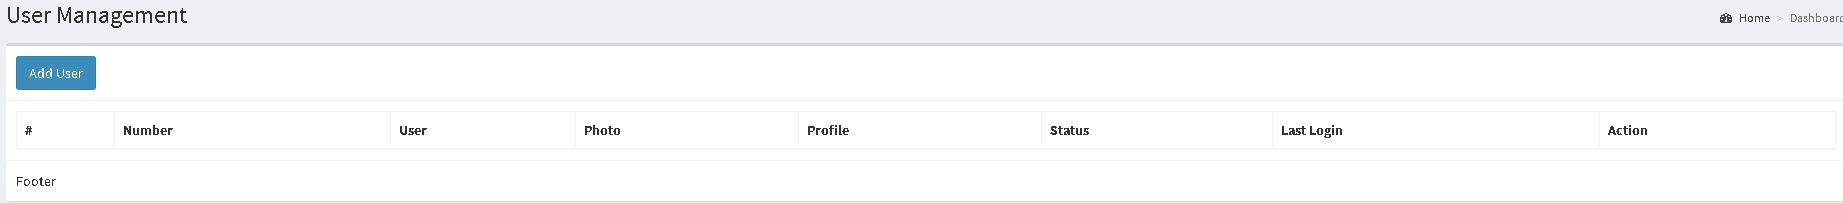 User Management
Home > Dashboard
Add User
# Number User Photo Profile Status Last Login Action
Footer